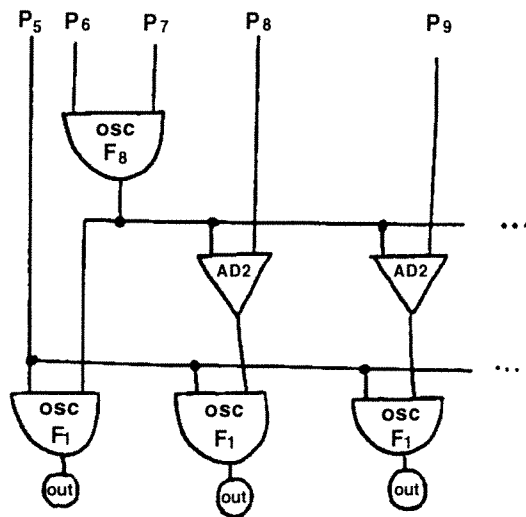 P5 P6 P7 P8 P9
OSC
F8
...
AD2 AD2
...
OSC OSC OSC
F1 F1 F1
out out out